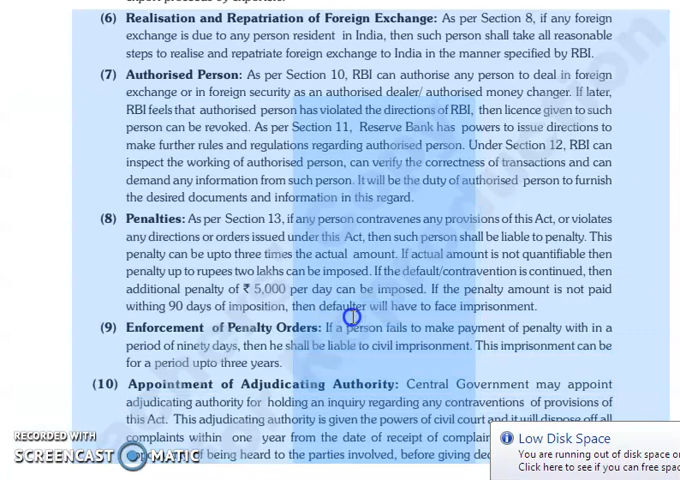 (6) Realisation and Repatriation of Foreign Exchange: As per Section 8, if any foreign
exchange is due to any person resident in India, then such person shall take all reasonable
steps to realise and repatriate foreign exchange to India in the manner specified by RBI.
(7) Authorised Person: As per Section 10, RBI can authorise any person to deal in foreign
exchange or in foreign security as an authorised dealer/ authorised money changer. If later,
RBI feels that authorised person has violated the directions of RBI, then licence given to such
person can be revoked. As per Section 11, Reserve Bank has powers to issue directions to
make further rules and regulations regarding authorised person. Under Section 12, RBI can
inspect the working of authorised person, can verify the correctness of transactions and can
demand any information from such person. It will be the duty of authorised person to furnish
the desired documents and information in this regard.
(8) Penalties: As per Section 13, if any person contravenes any provisions of this Act, or violates
any directions or orders issued under this Act, then such person shall be liable to penalty. This
penalty can be upto three times the actual amount. If actual amount is not quantifiable then
penalty up to rupees two lakhs can be imposed. If the default/contravention is continued, then
additional penalty of ₹ 5,000 per day can be imposed. If the penalty amount is not paid
withing 90 days of imposition, then defaulter will have to face imprisonment.
(9) Enforcement of Penalty Orders: If a person fails to make payment of penalty with in a
period of ninety days, then he shall be liable to civil imprisonment. This imprisonment can be
for a period upto three years.
(10) Appointment of Adjudicating Authority: Central Government may appoint
adjudicating authority for holding an inquiry regarding any contraventions of provisions of
this Act. This adjudicating authority is given the powers of civil court and it will dispose off all
complaints within one year from the date of receipt of
of being heard to the parties involved, before giving
RECORDED WITH
SCREENCAST MATIC
Low Disk Space
You are running out of disk space
Click here to see if you can free